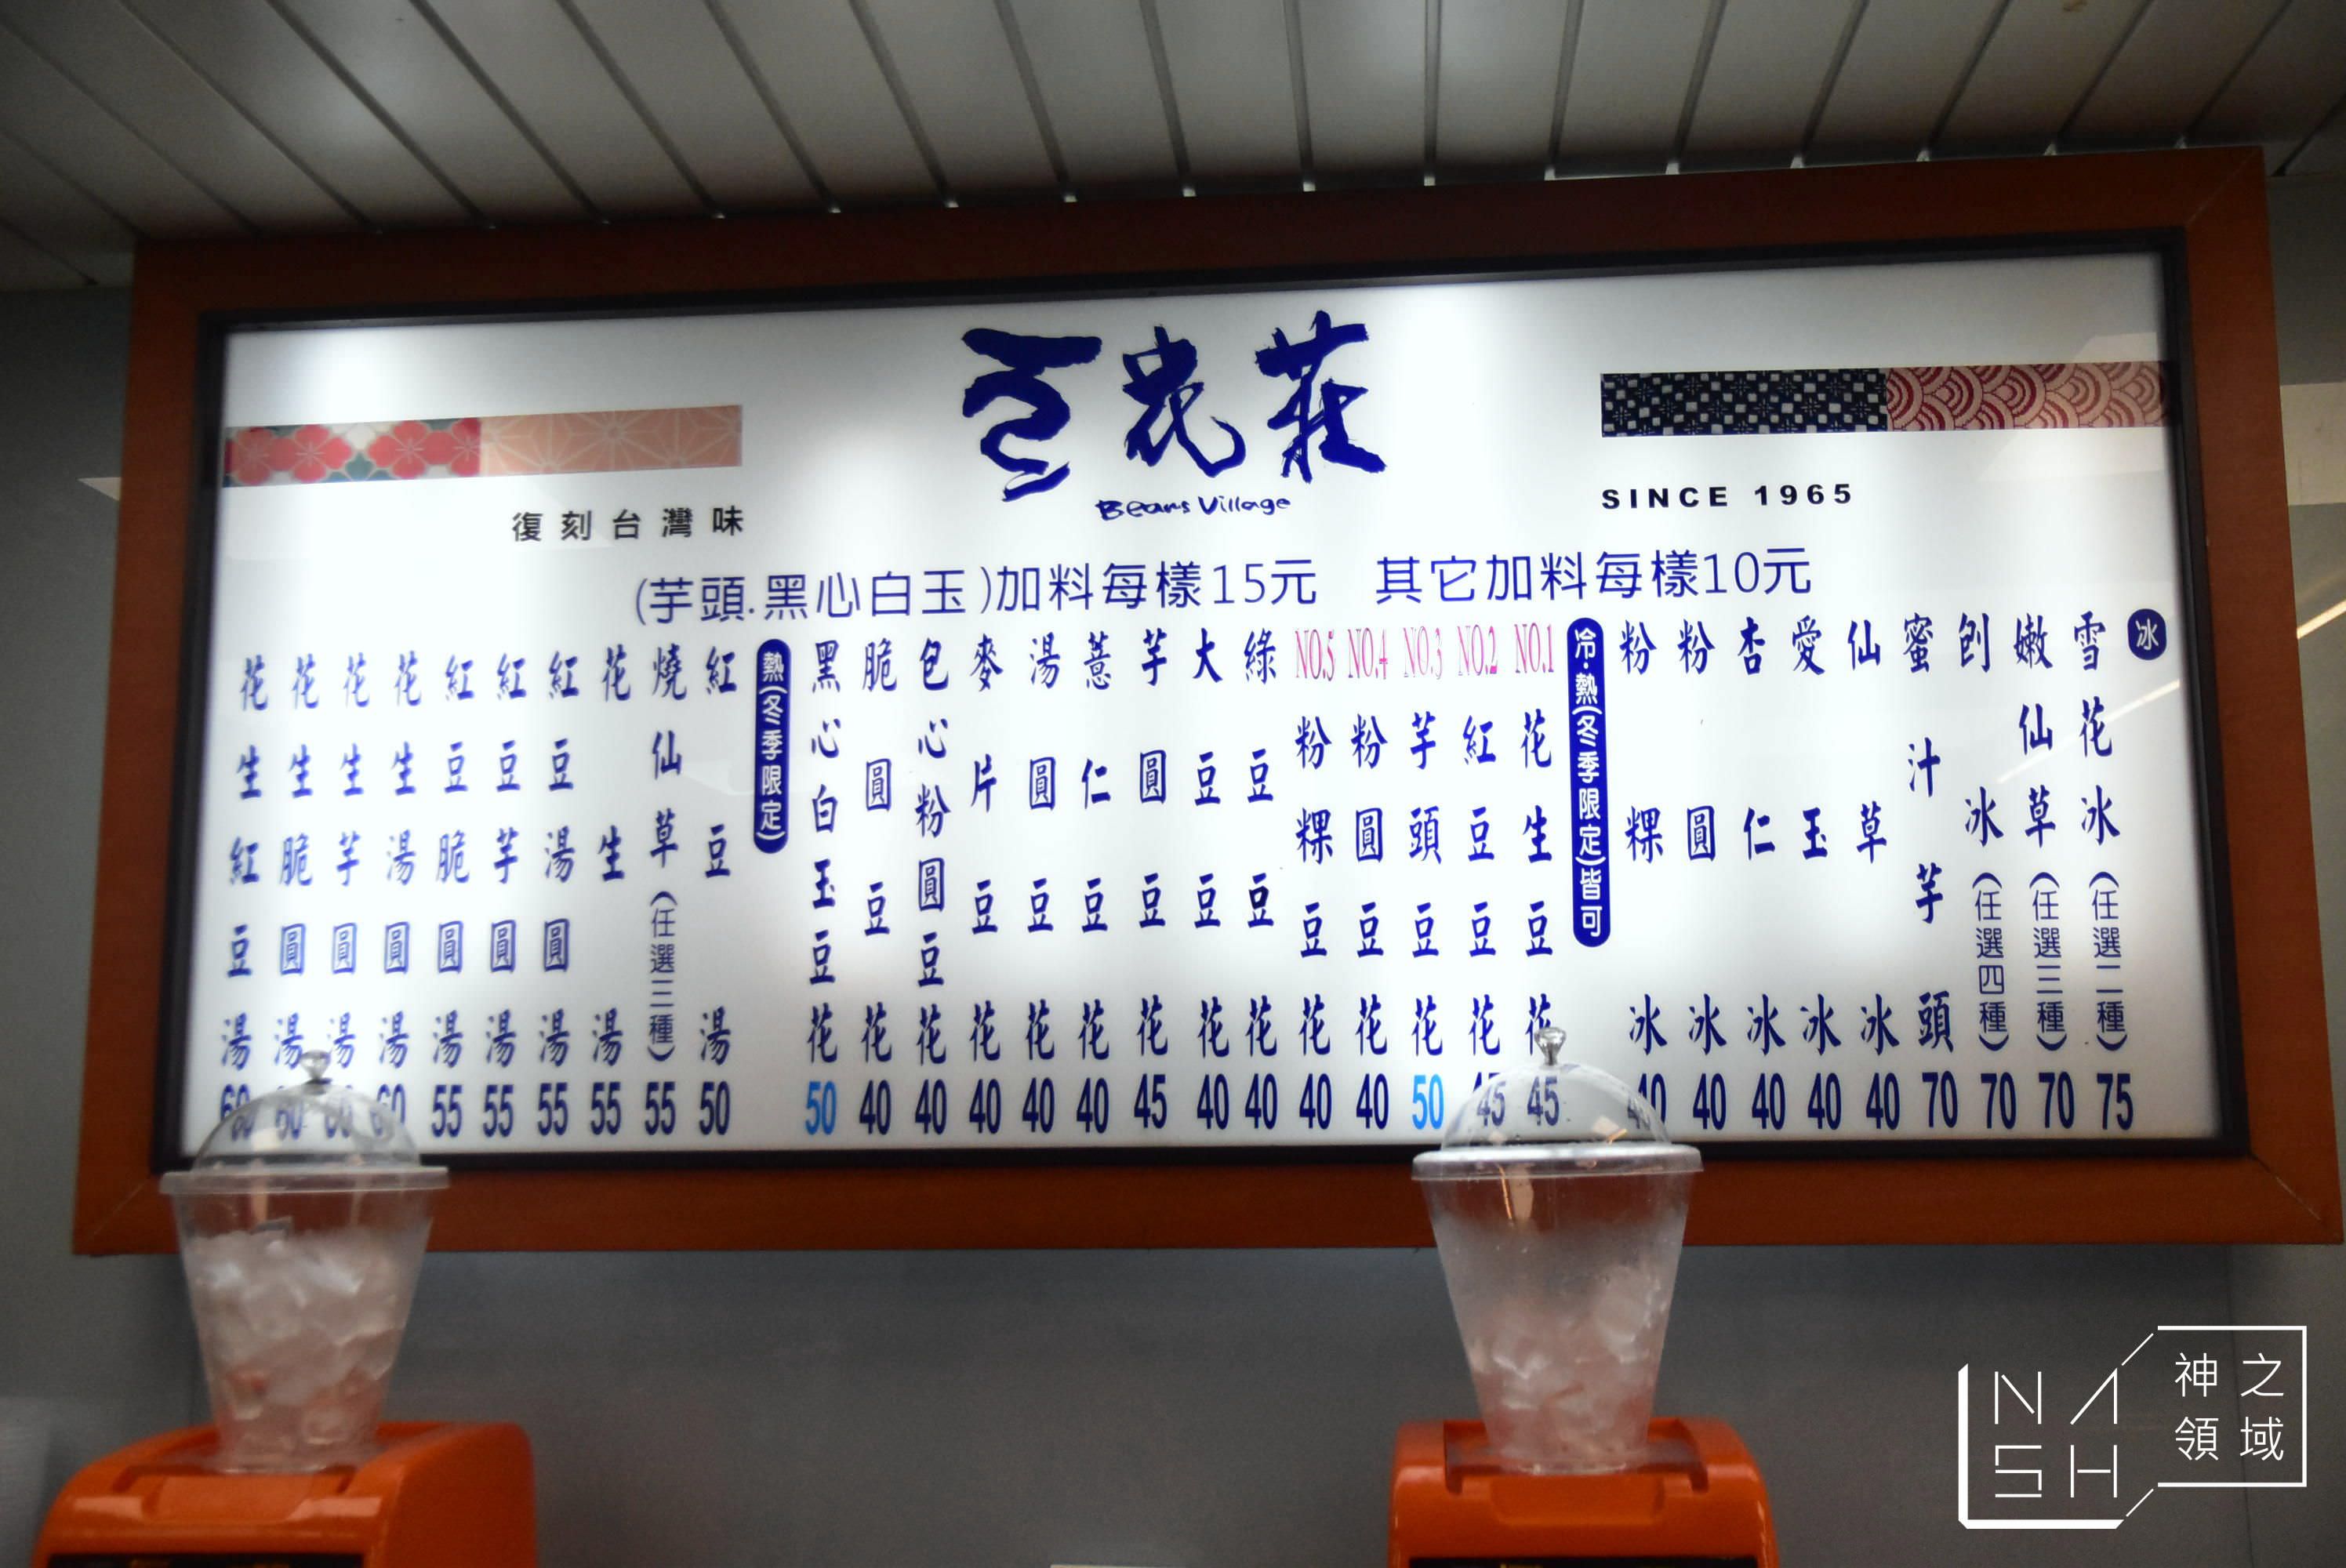 豆花莊
Beans Village
復刻台灣味
SINCE 1965
(芋頭.黑心白玉)加料每樣15元 其它加料每樣10元
冰
雪花冰(任選二種) 75
嫩仙草(任選三種) 70
刨冰(任選四種) 70
蜜汁芋頭 70
仙草冰 40
愛玉冰 40
杏仁冰 40
粉圓冰 40
粉粿冰 40
冷·熱(冬季限定)皆可
NO.1 花生豆花 45
NO.2 紅豆豆花 45
NO.3 芋頭豆花 50
NO.4 粉圓豆花 40
NO.5 粉粿豆花 40
綠豆豆花 40
大豆豆花 40
芋圓豆花 45
薏仁豆花 40
湯圓豆花 40
麥片豆花 40
包心粉圓豆花 40
脆圓豆花 40
黑心白玉豆花 50
熱(冬季限定)
紅豆湯 50
燒仙草(任選三種) 55
花生湯 55
紅豆湯圓湯 55
紅豆芋圓湯 55
紅豆脆圓湯 55
花生湯圓湯 60
花生芋圓湯 60
花生脆圓湯 60
花生紅豆湯 60
NASH
神之領域